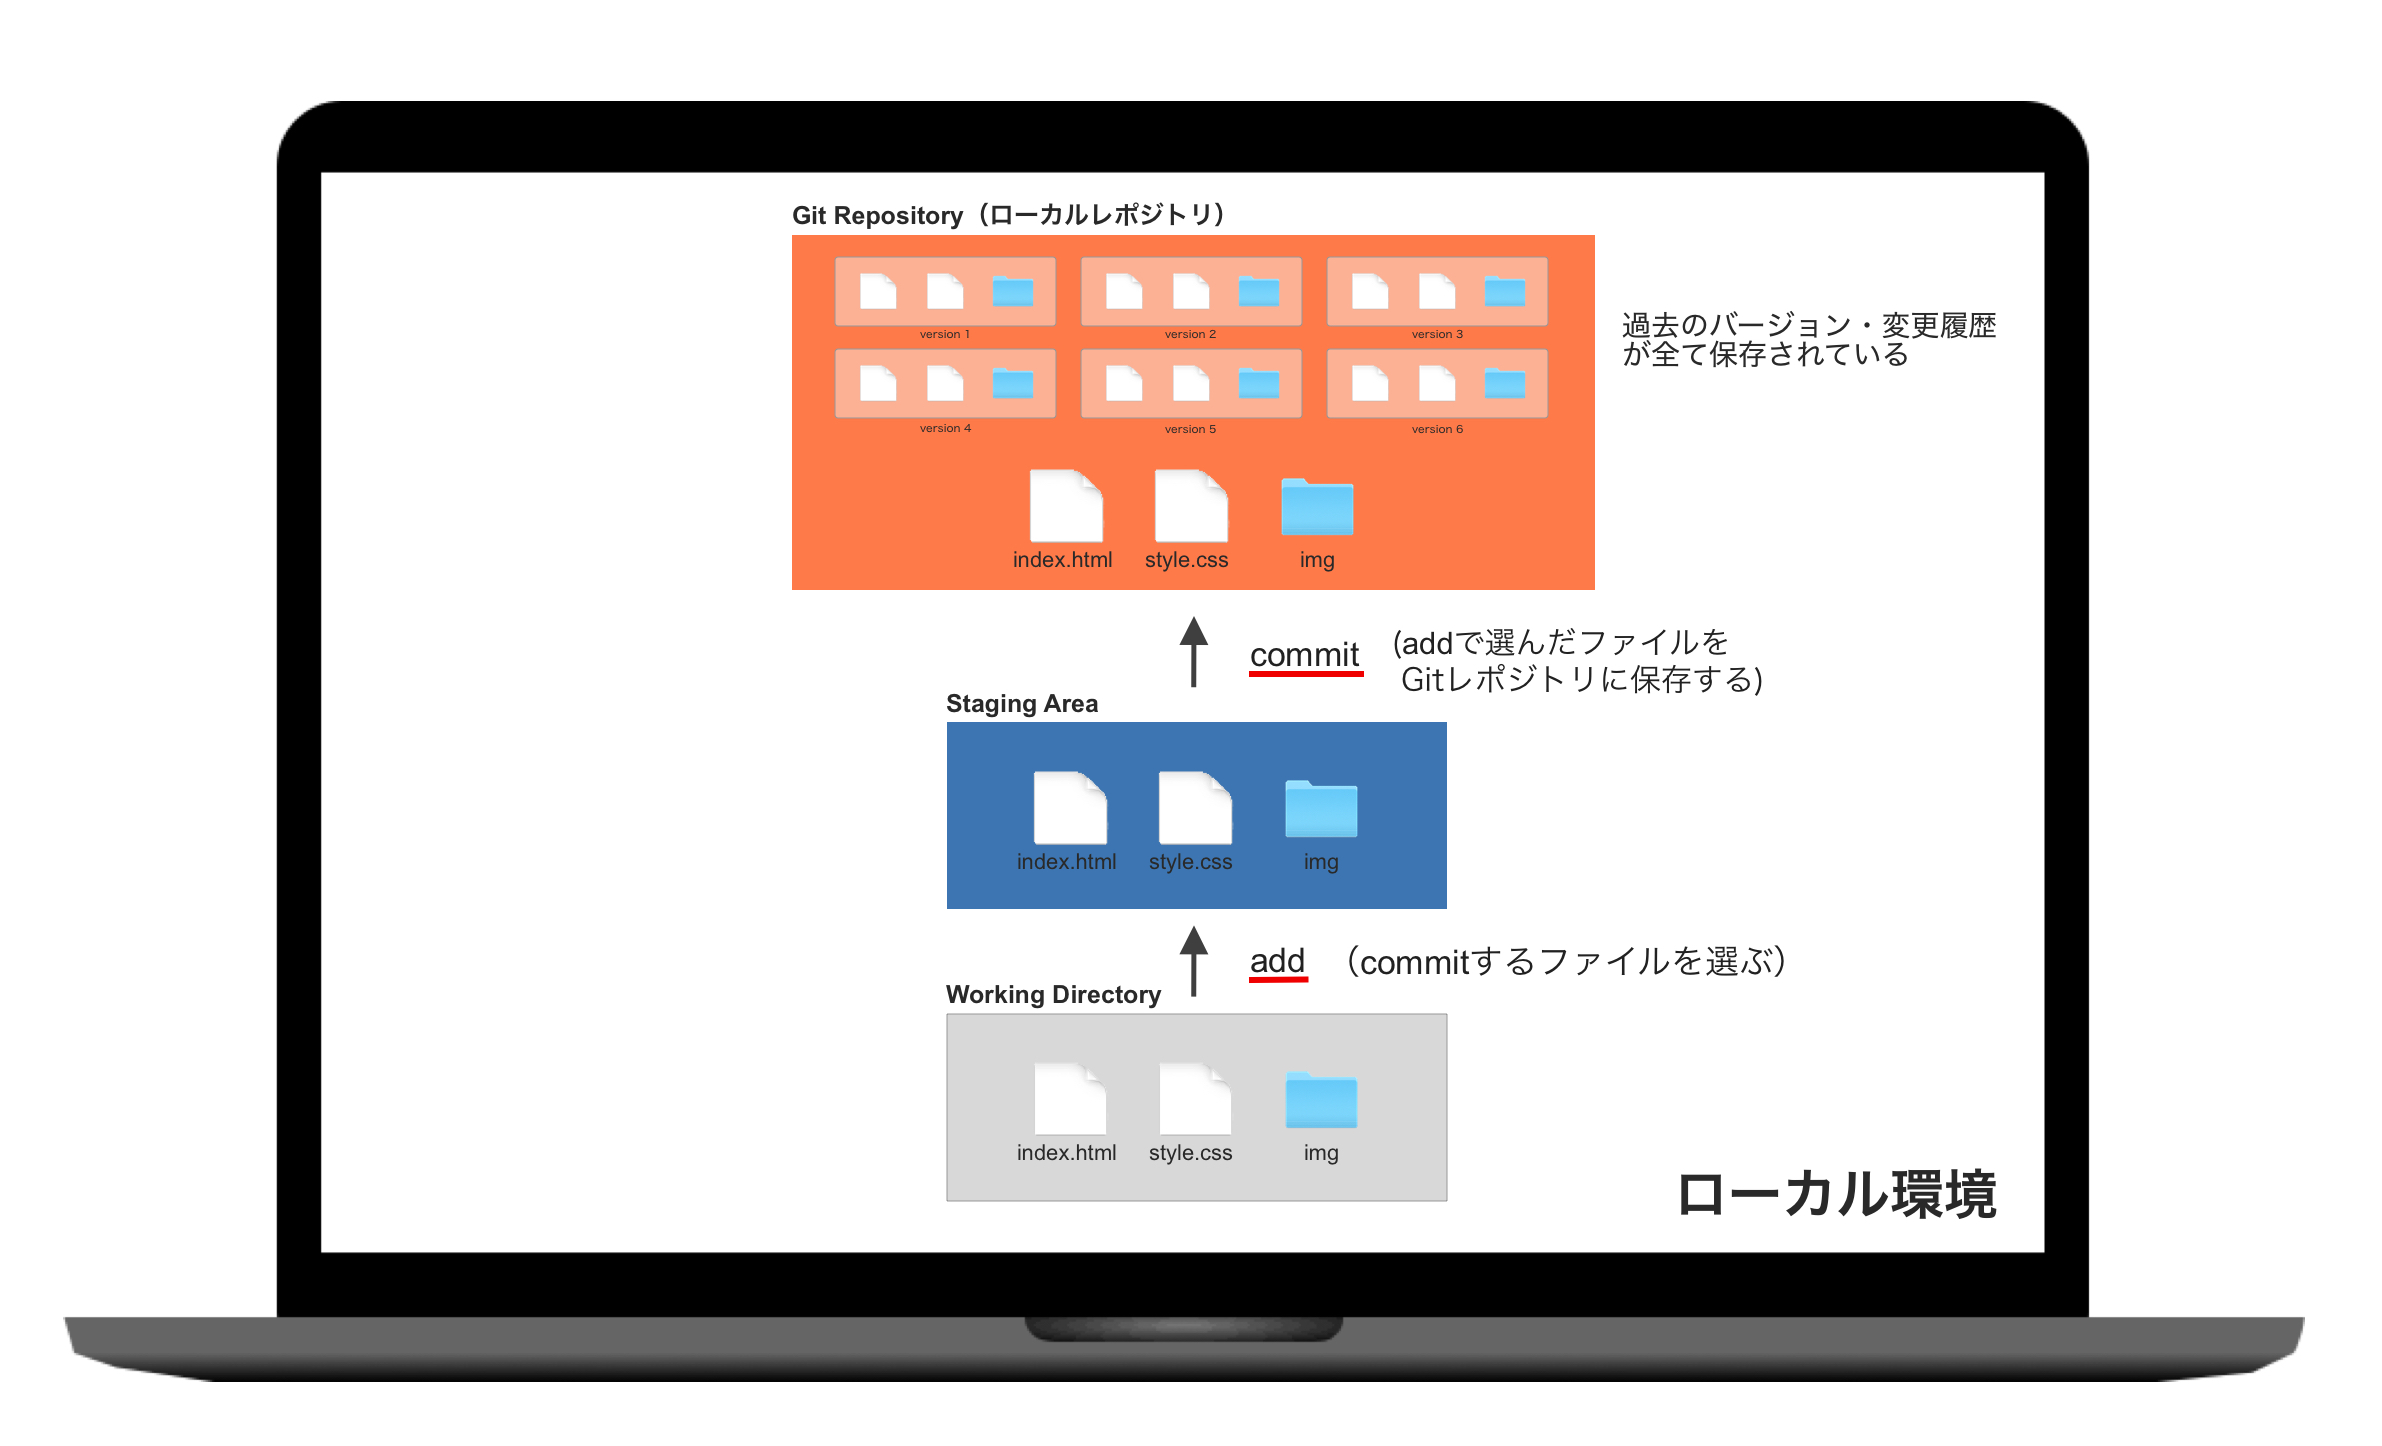 Git Repository（ローカルレポジトリ）
version 1
version 2
version 3
過去のバージョン・変更履歴
が全て保存されている
version 4
version 5
version 6
index.html
style.css
img
commit
(addで選んだファイルを
Gitレポジトリに保存する)
Staging Area
index.html
style.css
img
add
（commitするファイルを選ぶ）
Working Directory
index.html
style.css
img
ローカル環境